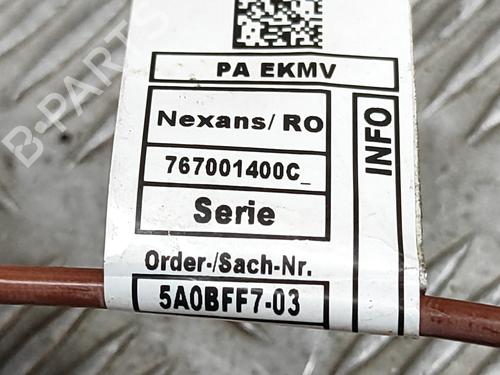 PA EKMV
Nexans/ RO
767001400C_
Serie
Order-/Sach-Nr.
5A0BFF7-03
INFO
B-PARTS